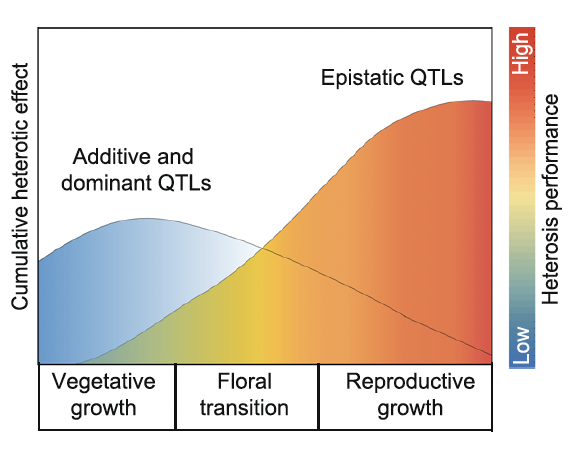 Cumulative heterotic effect
Additive and
dominant QTLs
Epistatic QTLs
Vegetative
growth
Floral
transition
Reproductive
growth
High
Low
Heterosis performance